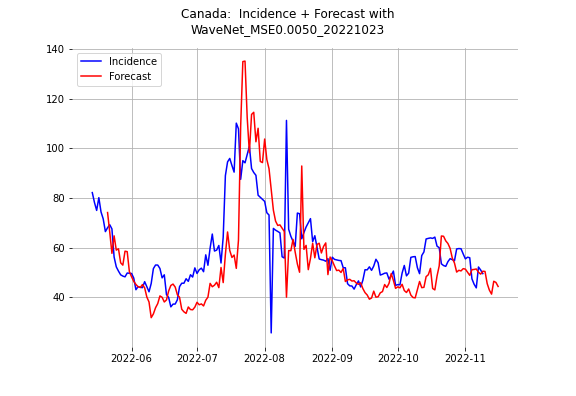 Canada:  Incidence + Forecast with
WaveNet_MSE0.0050_20221023
Incidence
Forecast
140
120
100
80
60
40
2022-06 2022-07 2022-08 2022-09 2022-10 2022-11